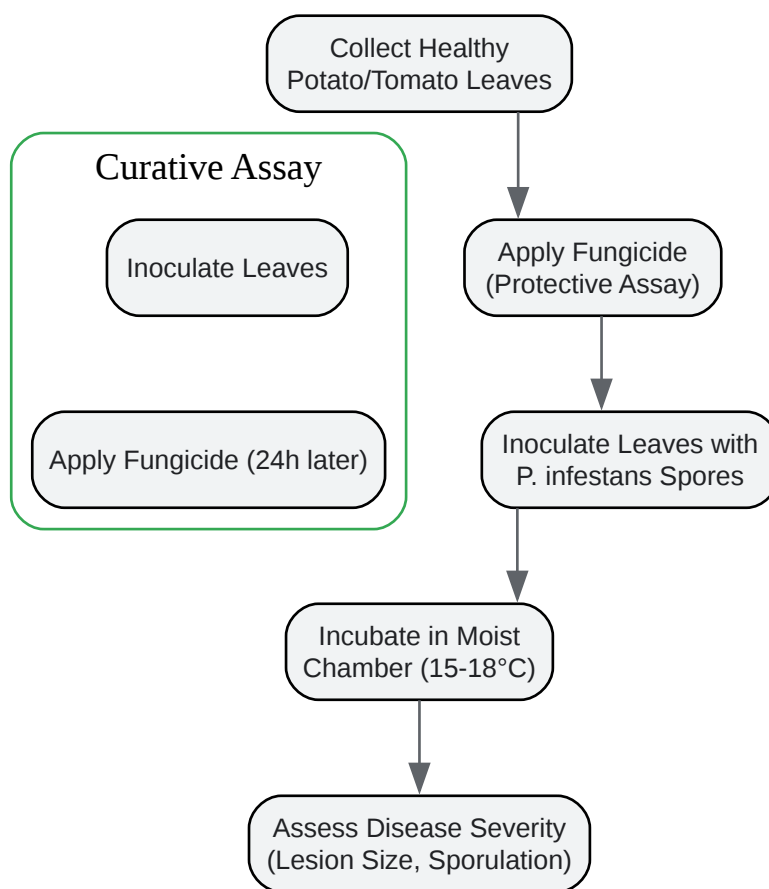 Collect Healthy
Potato/Tomato Leaves
Curative Assay
Inoculate Leaves
Apply Fungicide (24h later)
Apply Fungicide
(Protective Assay)
Inoculate Leaves with
P. infestans Spores
Incubate in Moist
Chamber (15-18°C)
Assess Disease Severity
(Lesion Size, Sporulation)